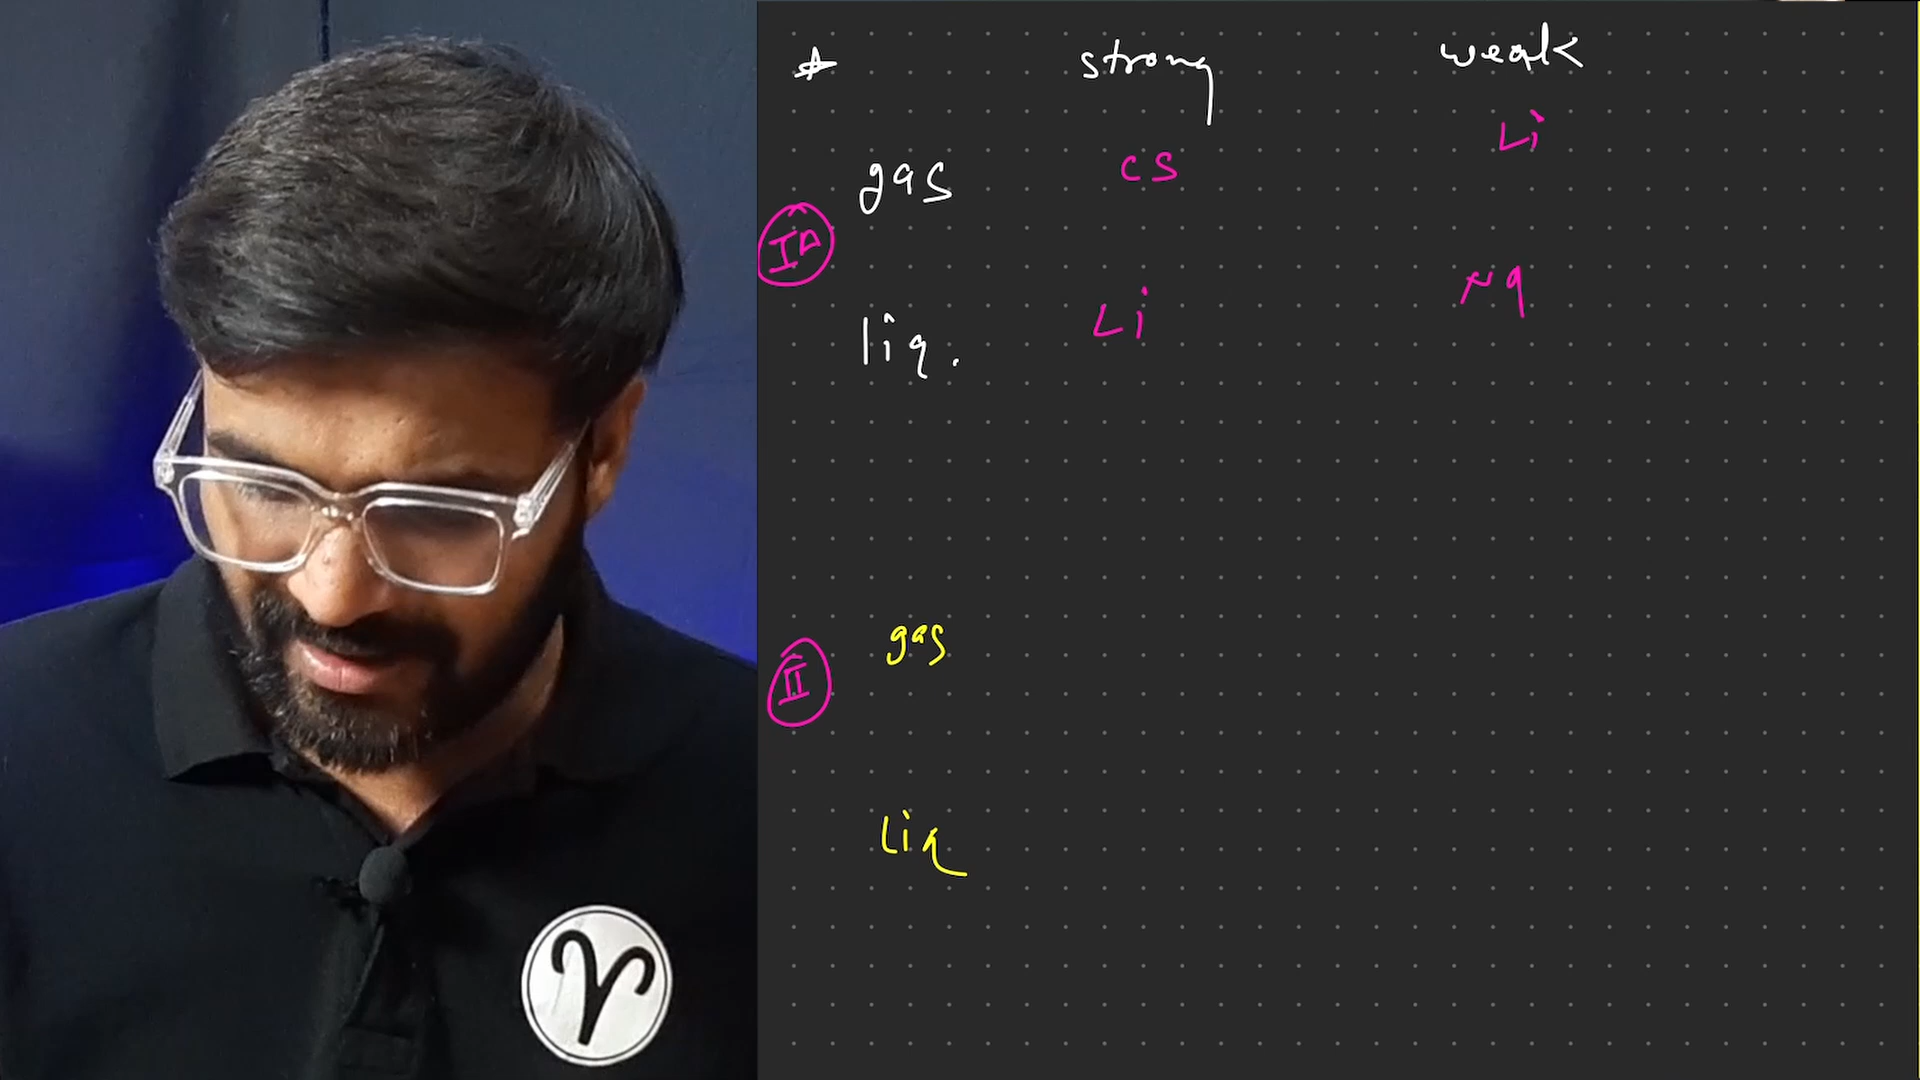 ☆ strong weak
gas cs Li
IA
liq. Li Na
gas
II
Liq